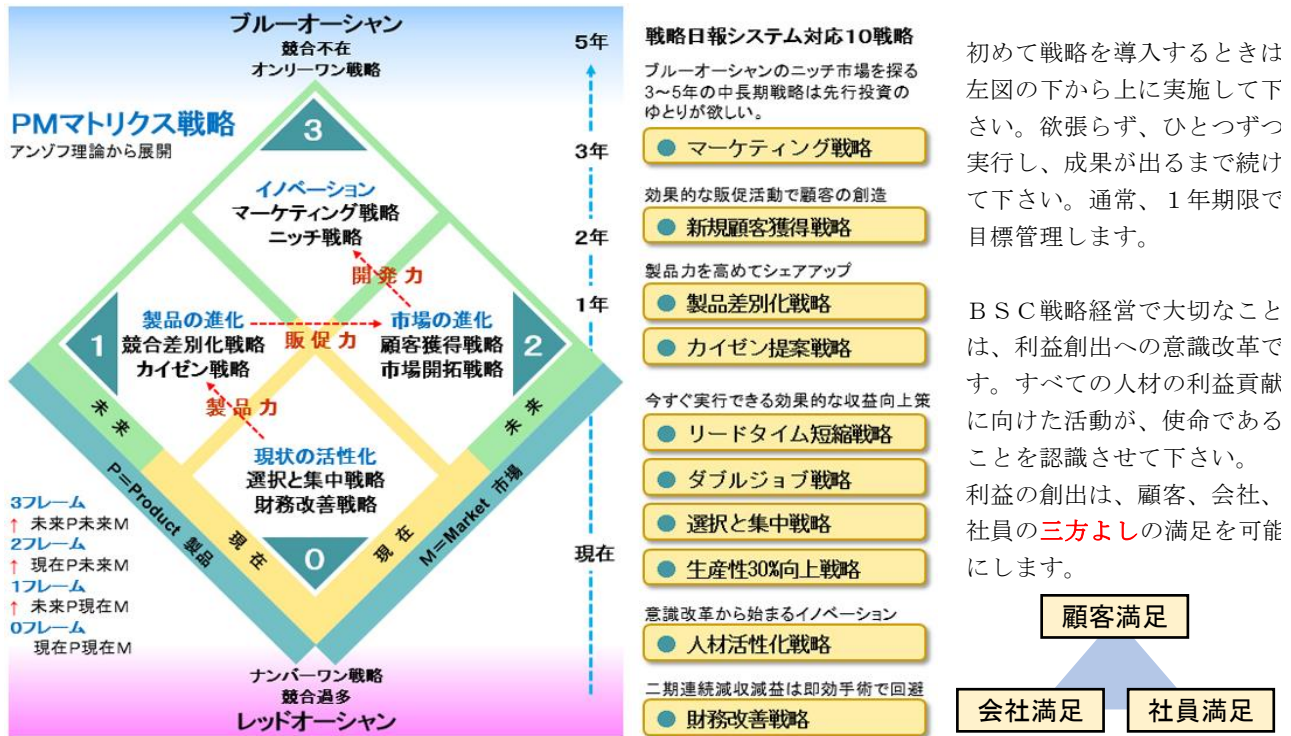 ブルーオーシャン
競合不在
オンリーワン戦略
PMマトリクス戦略
アンゾフ理論から展開
3
イノベーション
マーケティング戦略
ニッチ戦略
開発力
1
製品の進化
競合差別化戦略
カイゼン戦略
販促力
市場の進化
顧客獲得戦略
市場開拓戦略
2
製品力
現状の活性化
選択と集中戦略
財務改善戦略
0
未来
P=Product 製品
現在
現在
M=Market 市場
未来
3フレーム
↑ 未来P未来M
2フレーム
↑ 現在P未来M
1フレーム
↑ 未来P現在M
0フレーム
現在P現在M
ナンバーワン戦略
競合過多
レッドオーシャン
5年
3年
2年
1年
現在
戦略日報システム対応10戦略
ブルーオーシャンのニッチ市場を探る
3～5年の中長期戦略は先行投資の
ゆとりが欲しい。
● マーケティング戦略
効果的な販促活動で顧客の創造
● 新規顧客獲得戦略
製品力を高めてシェアアップ
● 製品差別化戦略
● カイゼン提案戦略
今すぐ実行できる効果的な収益向上策
● リードタイム短縮戦略
● ダブルジョブ戦略
● 選択と集中戦略
● 生産性30%向上戦略
意識改革から始まるイノベーション
● 人材活性化戦略
二期連続減収減益は即効手術で回避
● 財務改善戦略
初めて戦略を導入するときは
左図の下から上に実施して下
さい。欲張らず、ひとつずつ
実行し、成果が出るまで続け
て下さい。通常、１年期限で
目標管理します。
ＢＳＣ戦略経営で大切なこと
は、利益創出への意識改革で
す。すべての人材の利益貢献
に向けた活動が、使命である
ことを認識させて下さい。
利益の創出は、顧客、会社、
社員の三方よしの満足を可能
にします。
顧客満足
会社満足
社員満足